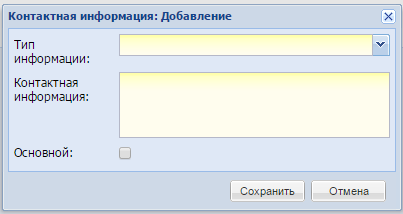 Контактная информация: Добавление
Тип
информации:
Контактная
информация:
Основной:
Сохранить Отмена